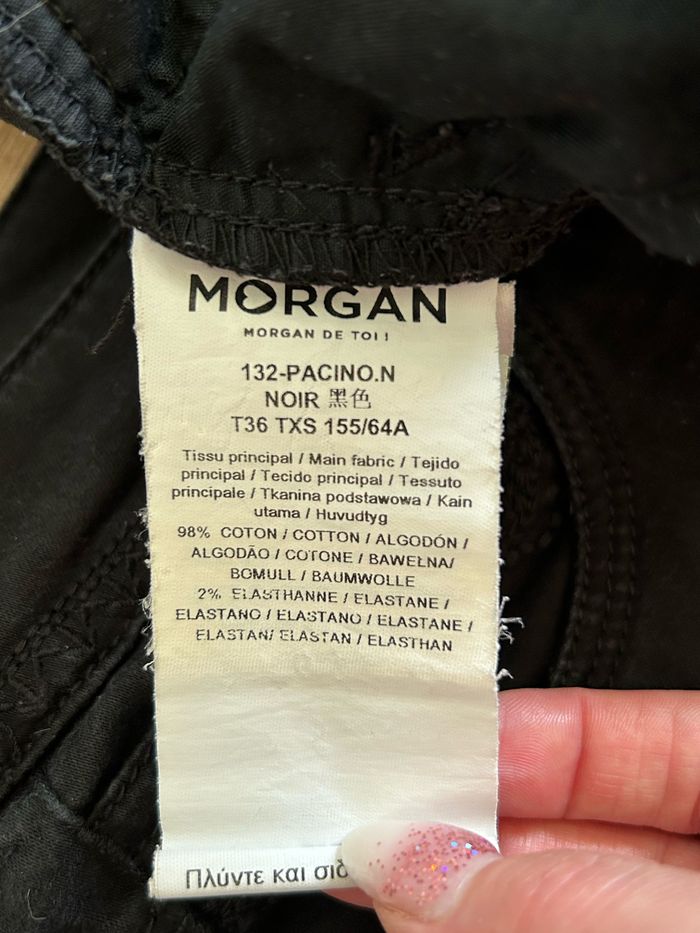 MORGAN
MORGAN DE TOI !
132-PACINO.N
NOIR 黑色
T36 TXS 155/64A
Tissu principal / Main fabric / Tejido
principal / Tecido principal / Tessuto
principale / Tkanina podstawowa / Kain
utama / Huvudtyg
98% COTON / COTTON / ALGODÓN /
ALGODÃO / COTONE / BAWEŁNA/
BOMULL / BAUMWOLLE
2% ELASTHANNE / ELASTANE /
ELASTANO / ELASTANO / ELASTANE /
ELASTAN/ ELASTAN / ELASTHAN
Πλύντε και σιδ